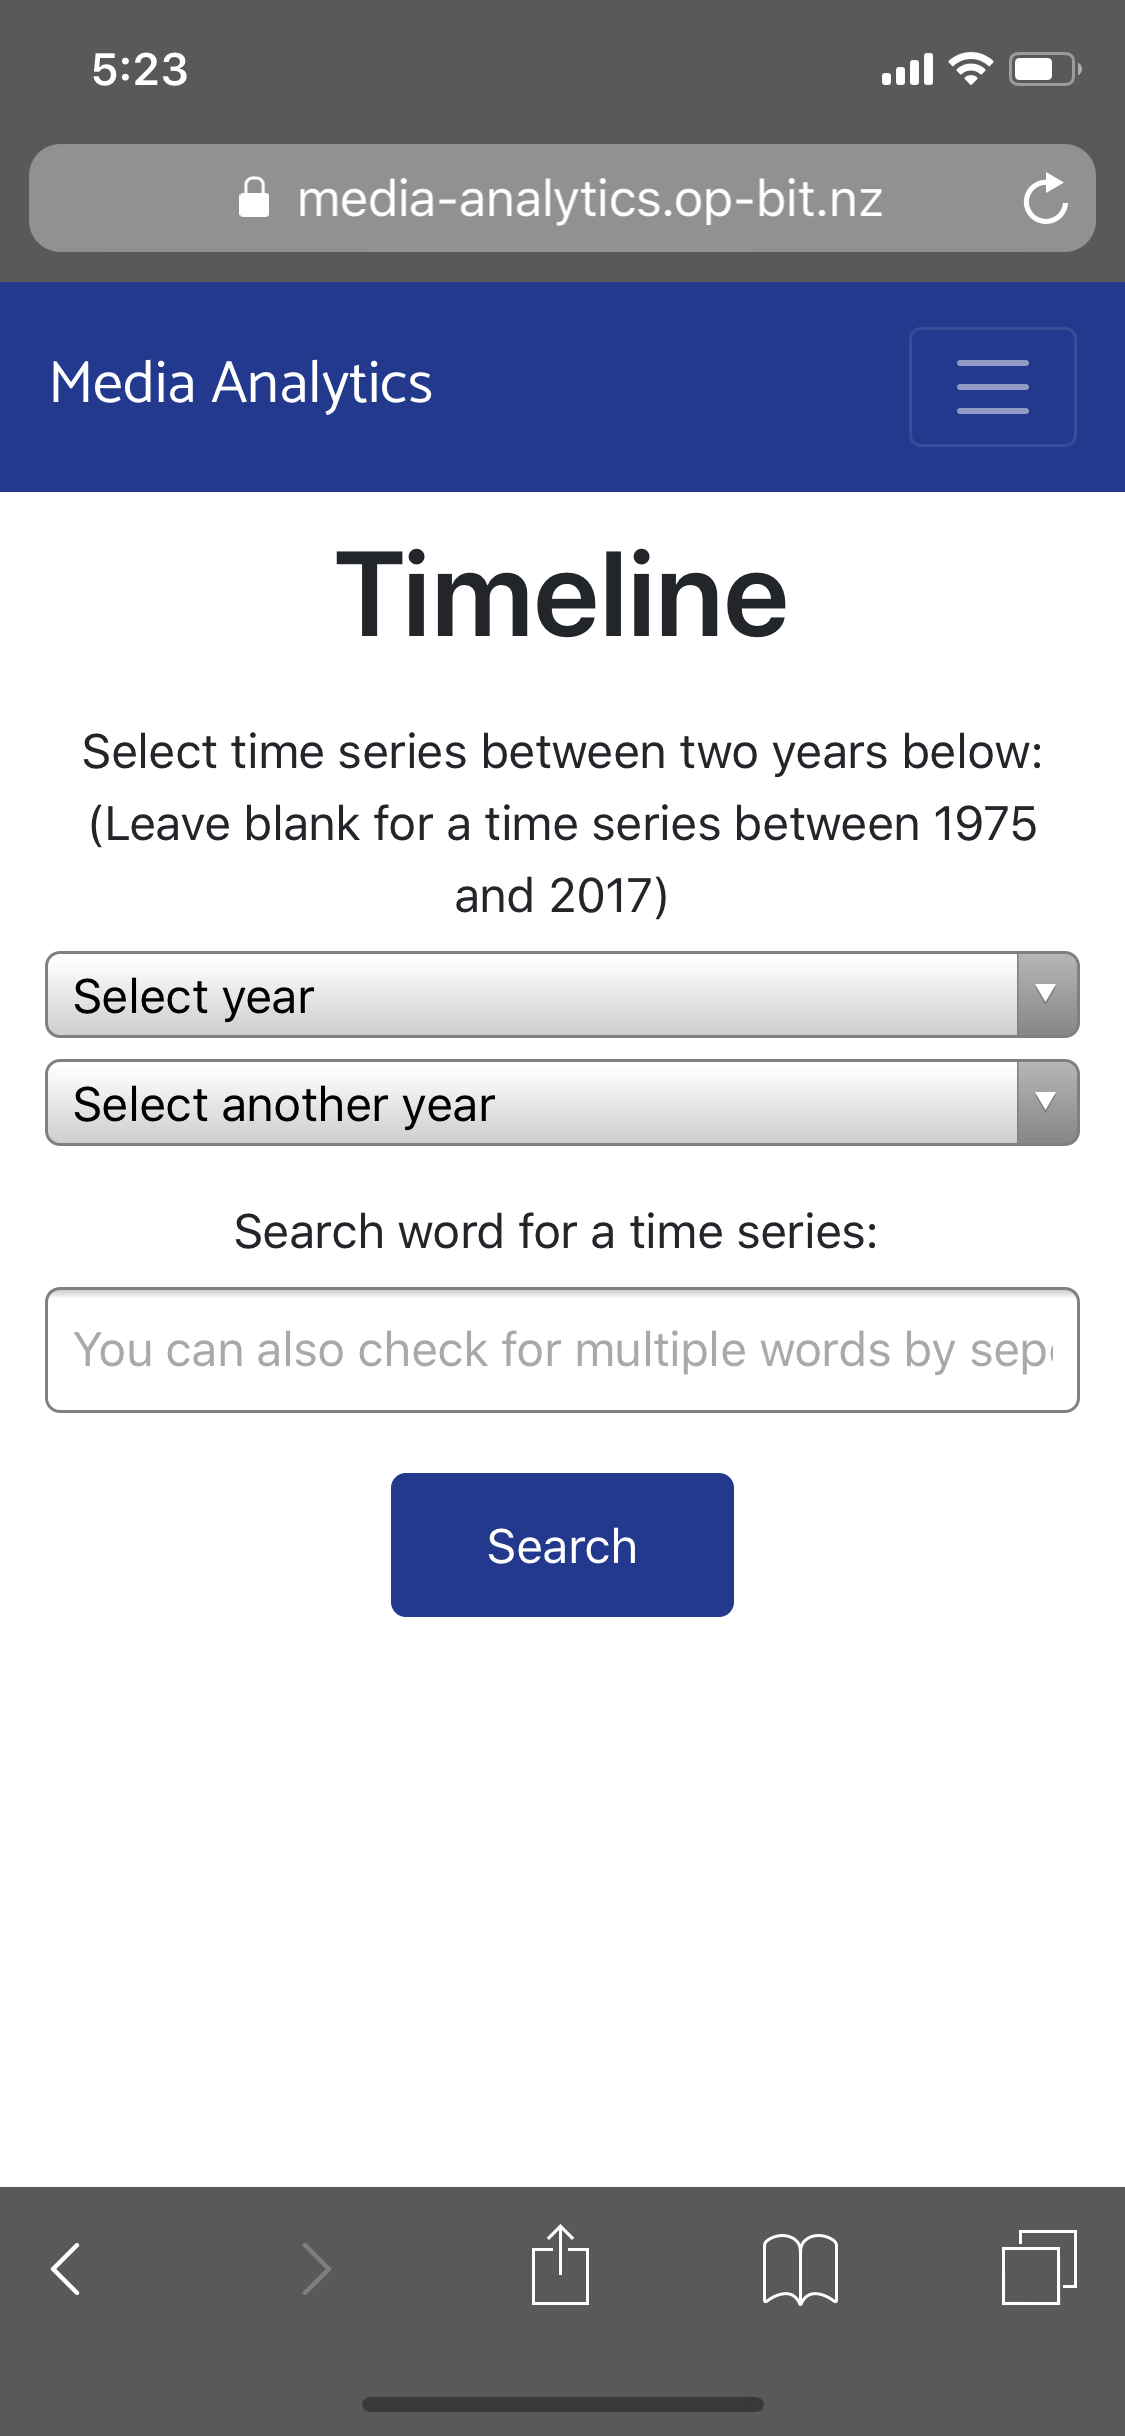 5:23
media-analytics.op-bit.nz
Media Analytics
Timeline
Select time series between two years below:
(Leave blank for a time series between 1975
and 2017)
Select year
Select another year
Search word for a time series:
You can also check for multiple words by
Search